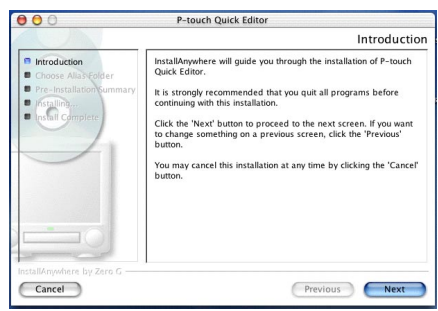 P-touch Quick Editor
Introduction
Introduction
Choose Alias Folder
Pre-Installation Summary
Installing...
Install Complete
InstallAnywhere will guide you through the installation of P-touch
Quick Editor.
It is strongly recommended that you quit all programs before
continuing with this installation.
Click the 'Next' button to proceed to the next screen. If you want
to change something on a previous screen, click the 'Previous'
button.
You may cancel this installation at any time by clicking the 'Cancel'
button.
InstallAnywhere by Zero G
Cancel
Previous
Next